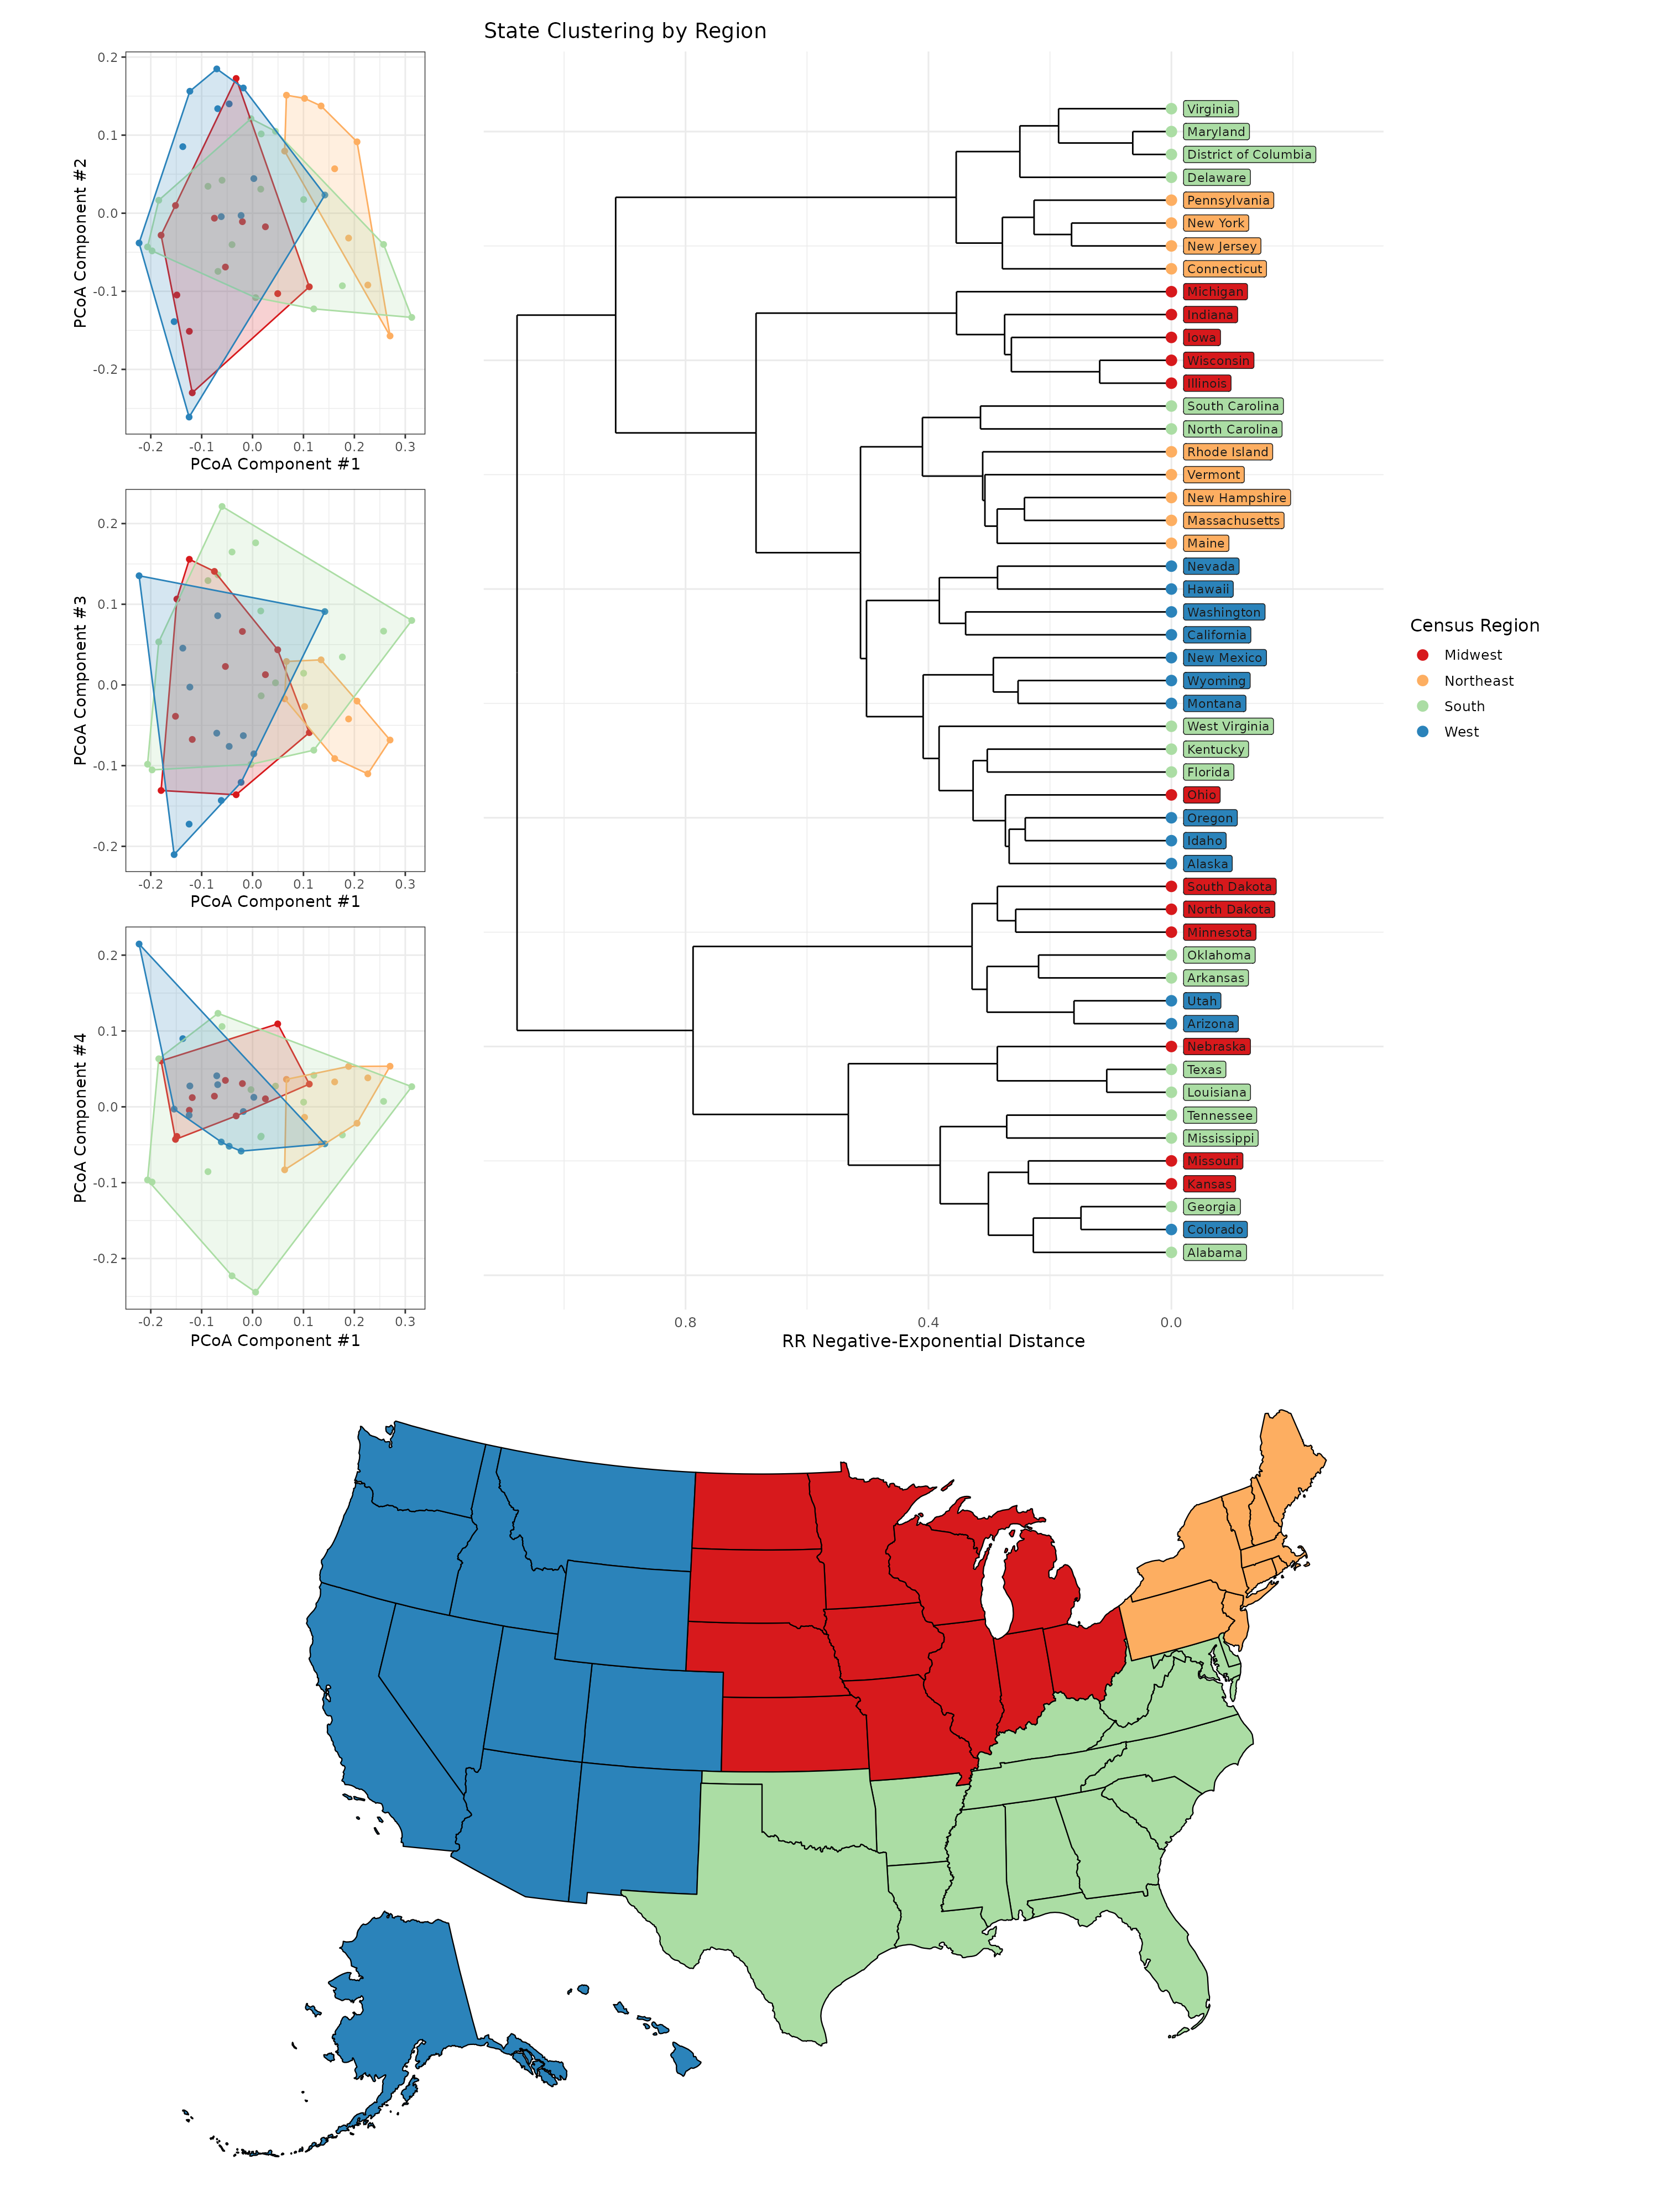 State Clustering by Region
0.2
0.1
0.0
-0.1
-0.2
PCoA Component #2
-0.2 -0.1 0.0 0.1 0.2 0.3
PCoA Component #1
0.2
0.1
0.0
-0.1
-0.2
PCoA Component #3
-0.2 -0.1 0.0 0.1 0.2 0.3
PCoA Component #1
0.2
0.1
0.0
-0.1
-0.2
PCoA Component #4
-0.2 -0.1 0.0 0.1 0.2 0.3
PCoA Component #1
Virginia
Maryland
District of Columbia
Delaware
Pennsylvania
New York
New Jersey
Connecticut
Michigan
Indiana
Iowa
Wisconsin
Illinois
South Carolina
North Carolina
Rhode Island
Vermont
New Hampshire
Massachusetts
Maine
Nevada
Hawaii
Washington
California
New Mexico
Wyoming
Montana
West Virginia
Kentucky
Florida
Ohio
Oregon
Idaho
Alaska
South Dakota
North Dakota
Minnesota
Oklahoma
Arkansas
Utah
Arizona
Nebraska
Texas
Louisiana
Tennessee
Mississippi
Missouri
Kansas
Georgia
Colorado
Alabama
0.8 0.4 0.0
RR Negative-Exponential Distance
Census Region
Midwest
Northeast
South
West